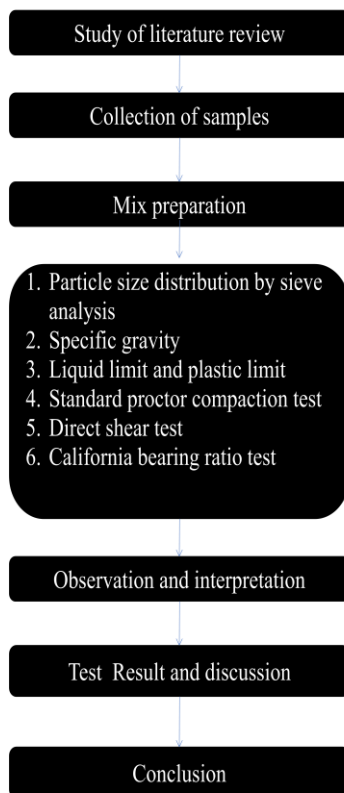 Study of literature review
Collection of samples
Mix preparation
1. Particle size distribution by sieve
analysis
2. Specific gravity
3. Liquid limit and plastic limit
4. Standard proctor compaction test
5. Direct shear test
6. California bearing ratio test
Observation and interpretation
Test Result and discussion
Conclusion